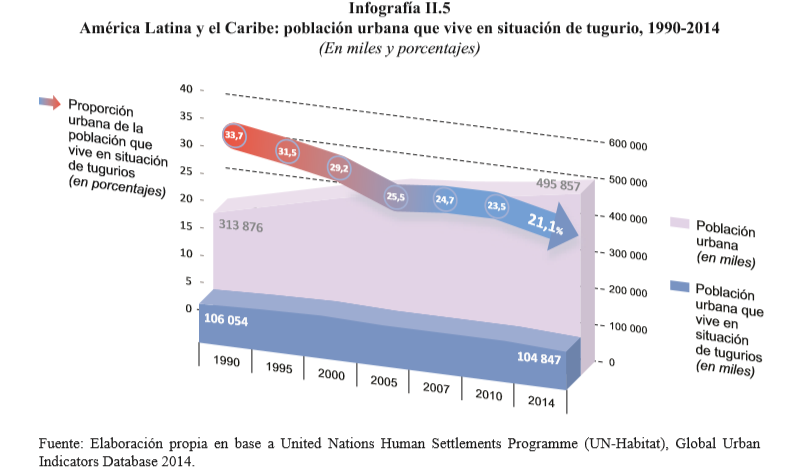 Infografía II.5
América Latina y el Caribe: población urbana que vive en situación de tugurio, 1990-2014
(En miles y porcentajes)
Proporción
urbana de la
población que
vive en situación
de tugurios
(en porcentajes)
40
35
30
25
20
15
10
5
0
33,7
31,5
29,2
25,5
24,7
23,5
21,1%
313 876
495 857
106 054
104 847
600 000
500 000
400 000
300 000
200 000
100 000
0
1990
1995
2000
2005
2007
2010
2014
Población
urbana
(en miles)
Población
urbana que
vive en
situación
de tugurios
(en miles)
Fuente: Elaboración propia en base a United Nations Human Settlements Programme (UN-Habitat), Global Urban
Indicators Database 2014.